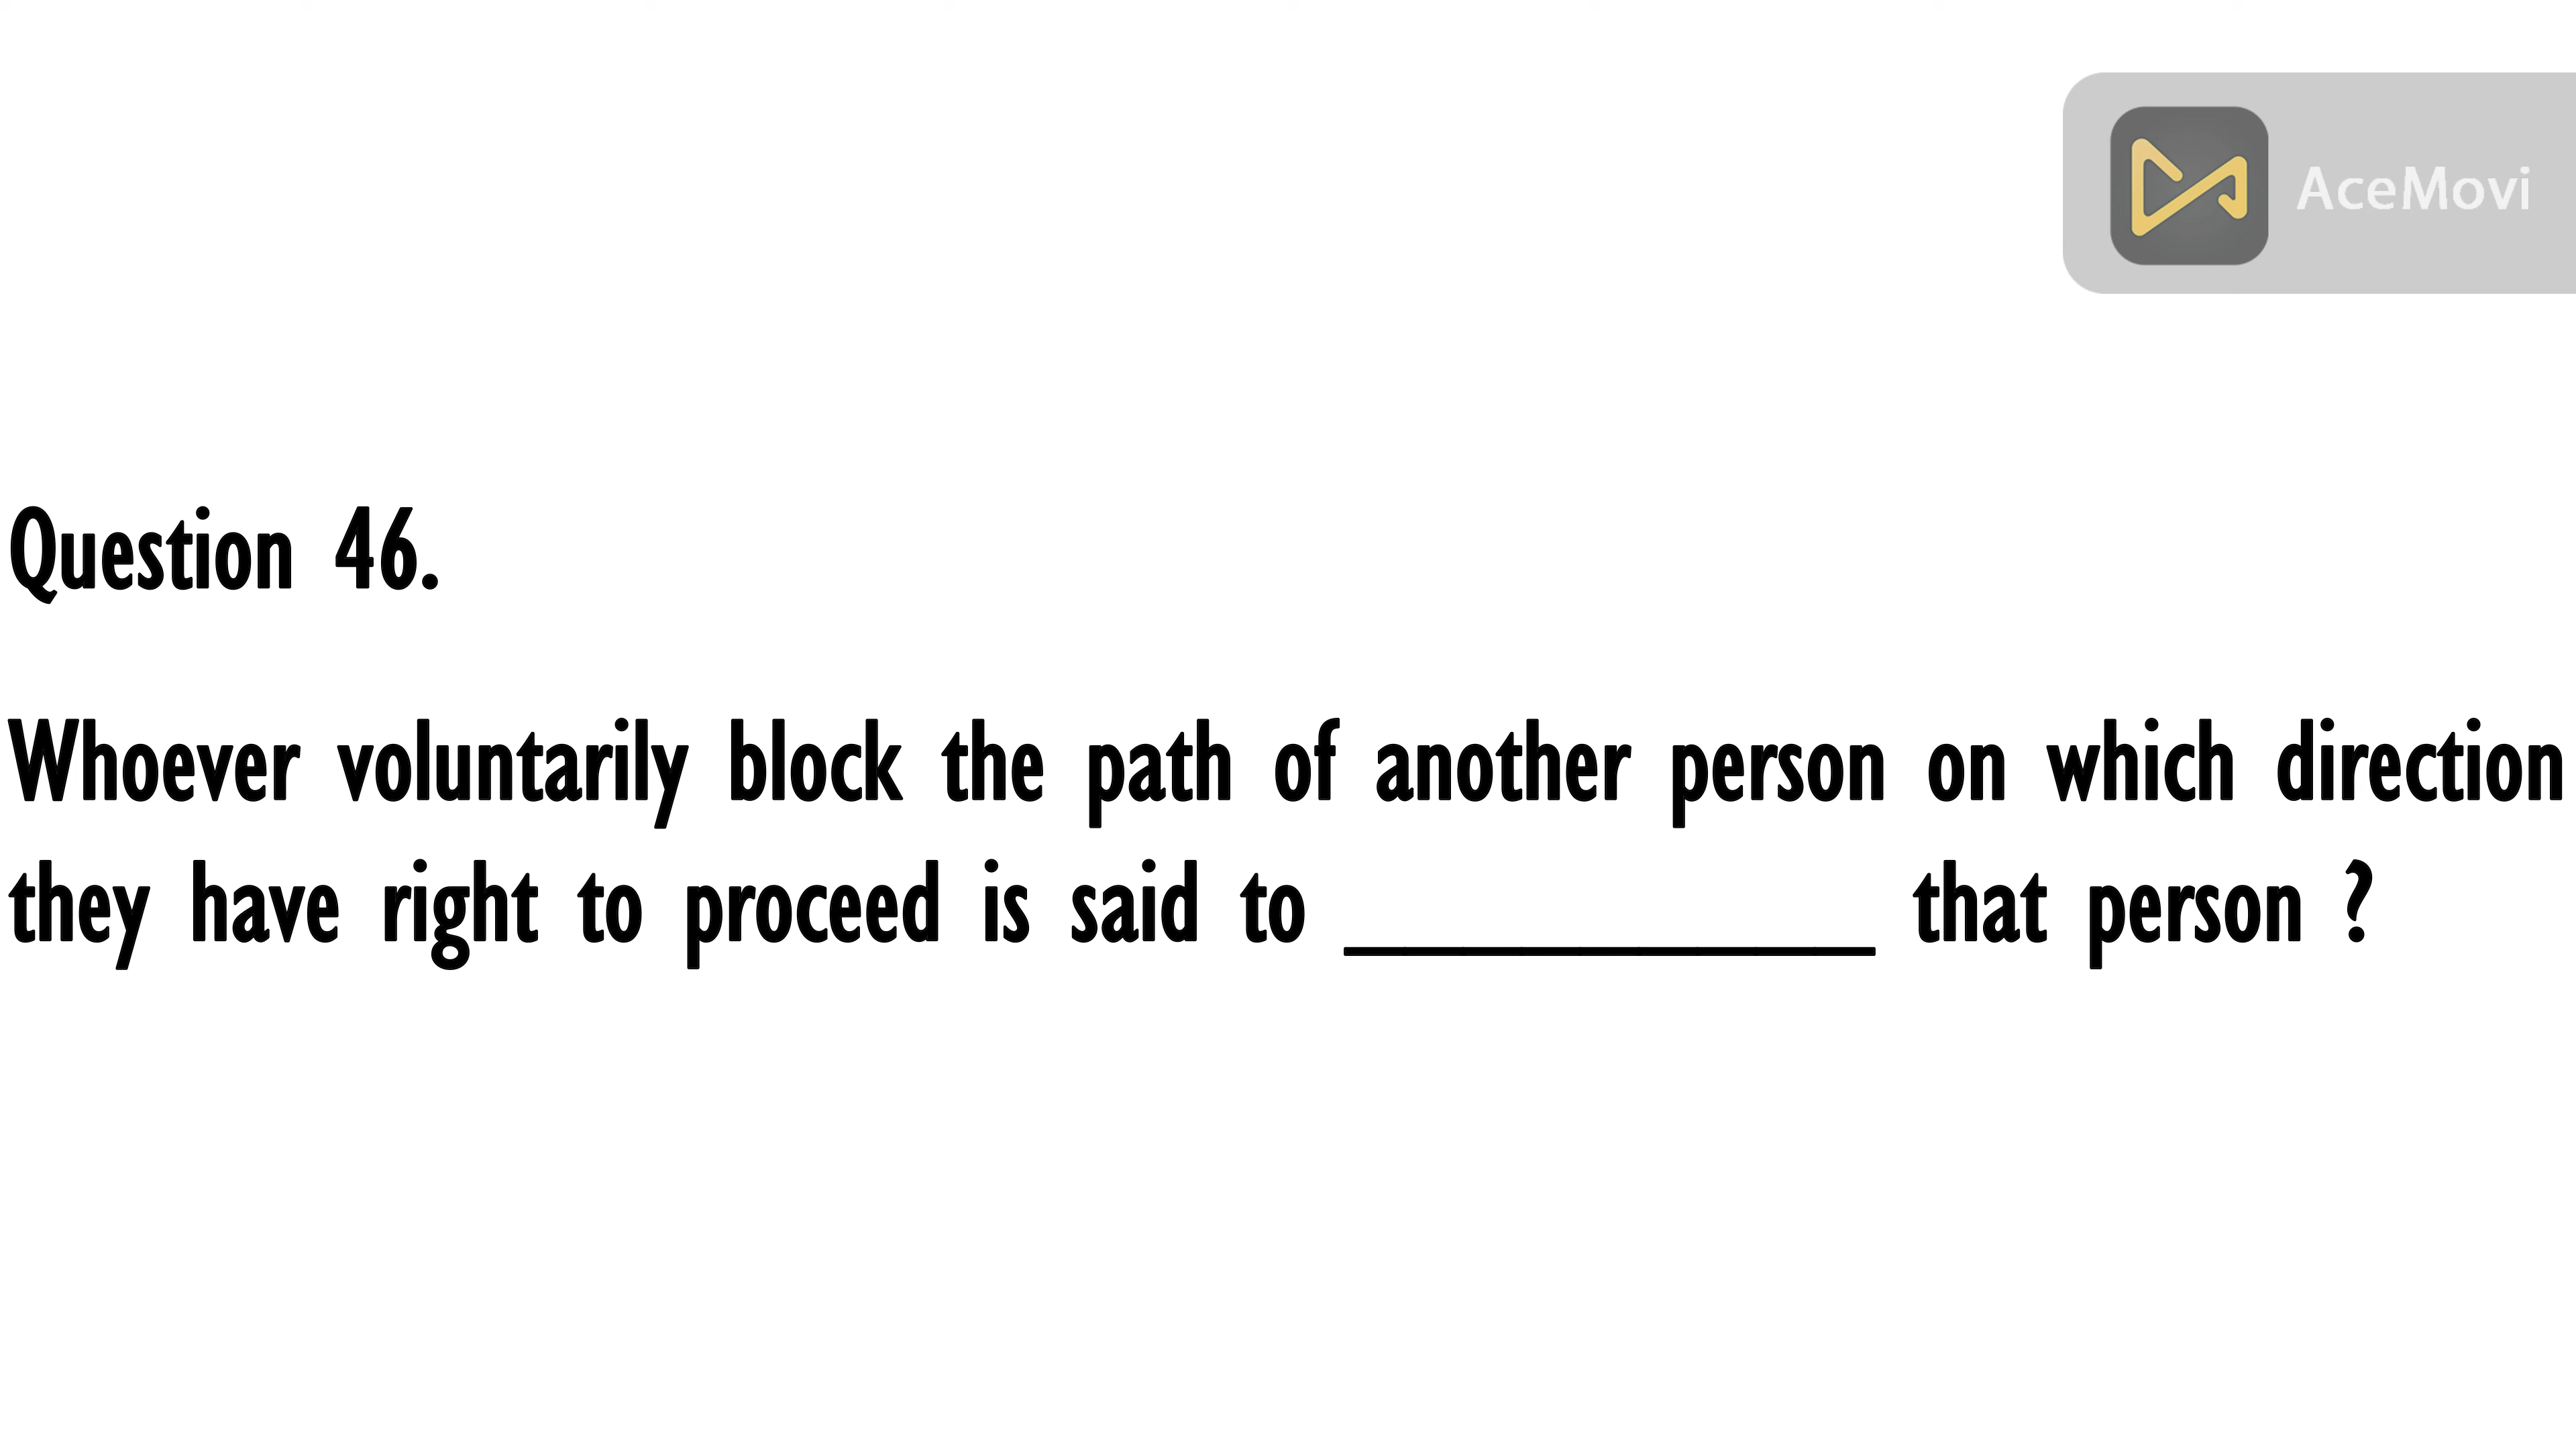 AceMovi
Question 46.
Whoever voluntarily block the path of another person on which direction
they have right to proceed is said to ______________ that person ?